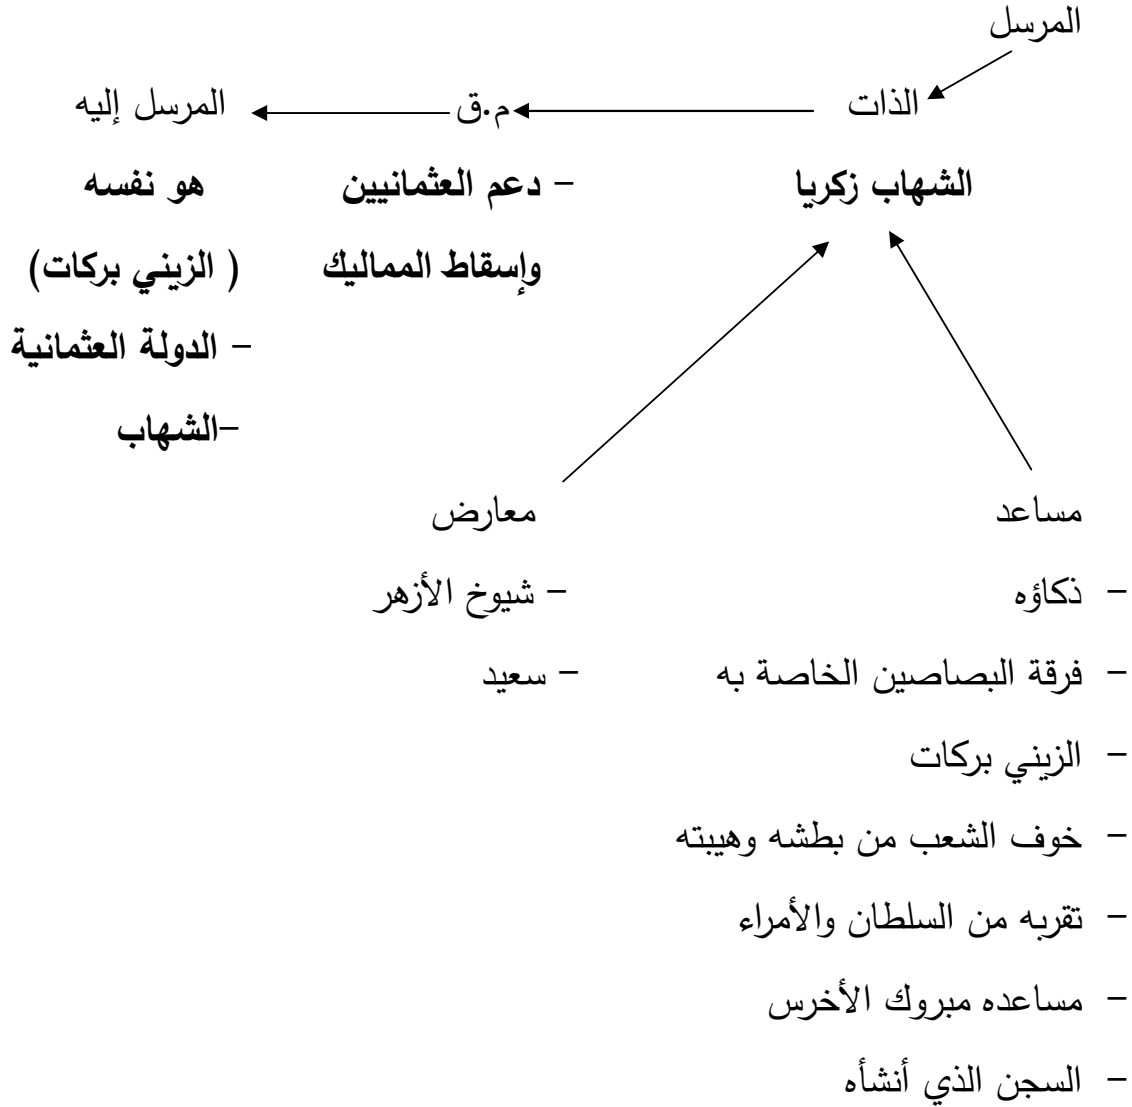 المرسل
الذات م.ق المرسل إليه
الشهاب زكريا - دعم العثمانيين هو نفسه
وإسقاط المماليك ( الزيني بركات)
- الدولة العثمانية
-الشهاب
مساعد معارض
- ذكاؤه - شيوخ الأزهر
- فرقة البصاصين الخاصة به - سعيد
- الزيني بركات
- خوف الشعب من بطشه وهيبته
- تقربه من السلطان والأمراء
- مساعده مبروك الأخرس
- السجن الذي أنشأه